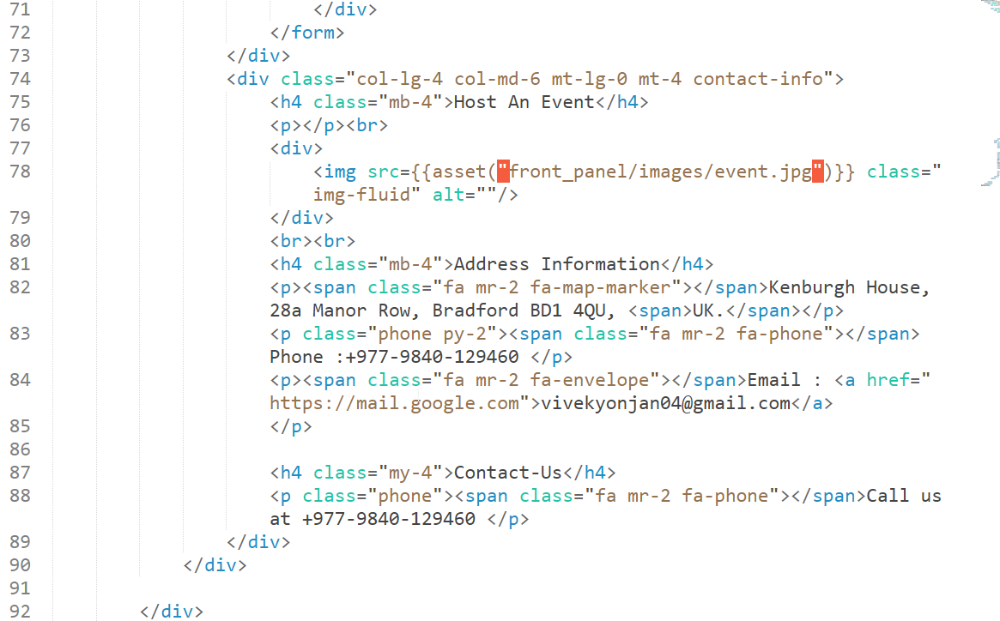 71 </div>
72 </form>
73 </div>
74 <div class="col-lg-4 col-md-6 mt-lg-0 mt-4 contact-info">
75 <h4 class="mb-4">Host An Event</h4>
76 <p></p><br>
77 <div>
78 <img src={{asset("front_panel/images/event.jpg")}} class="
img-fluid" alt=""/>
79 </div>
80 <br><br>
81 <h4 class="mb-4">Address Information</h4>
82 <p><span class="fa mr-2 fa-map-marker"></span>Kenburgh House,
28a Manor Row, Bradford BD1 4QU, <span>UK.</span></p>
83 <p class="phone py-2"><span class="fa mr-2 fa-phone"></span>
Phone :+977-9840-129460 </p>
84 <p><span class="fa mr-2 fa-envelope"></span>Email : <a href="
https://mail.google.com">vivekyonjan04@gmail.com</a>
85 </p>
86
87 <h4 class="my-4">Contact-Us</h4>
88 <p class="phone"><span class="fa mr-2 fa-phone"></span>Call us
at +977-9840-129460 </p>
89 </div>
90 </div>
91
92 </div>